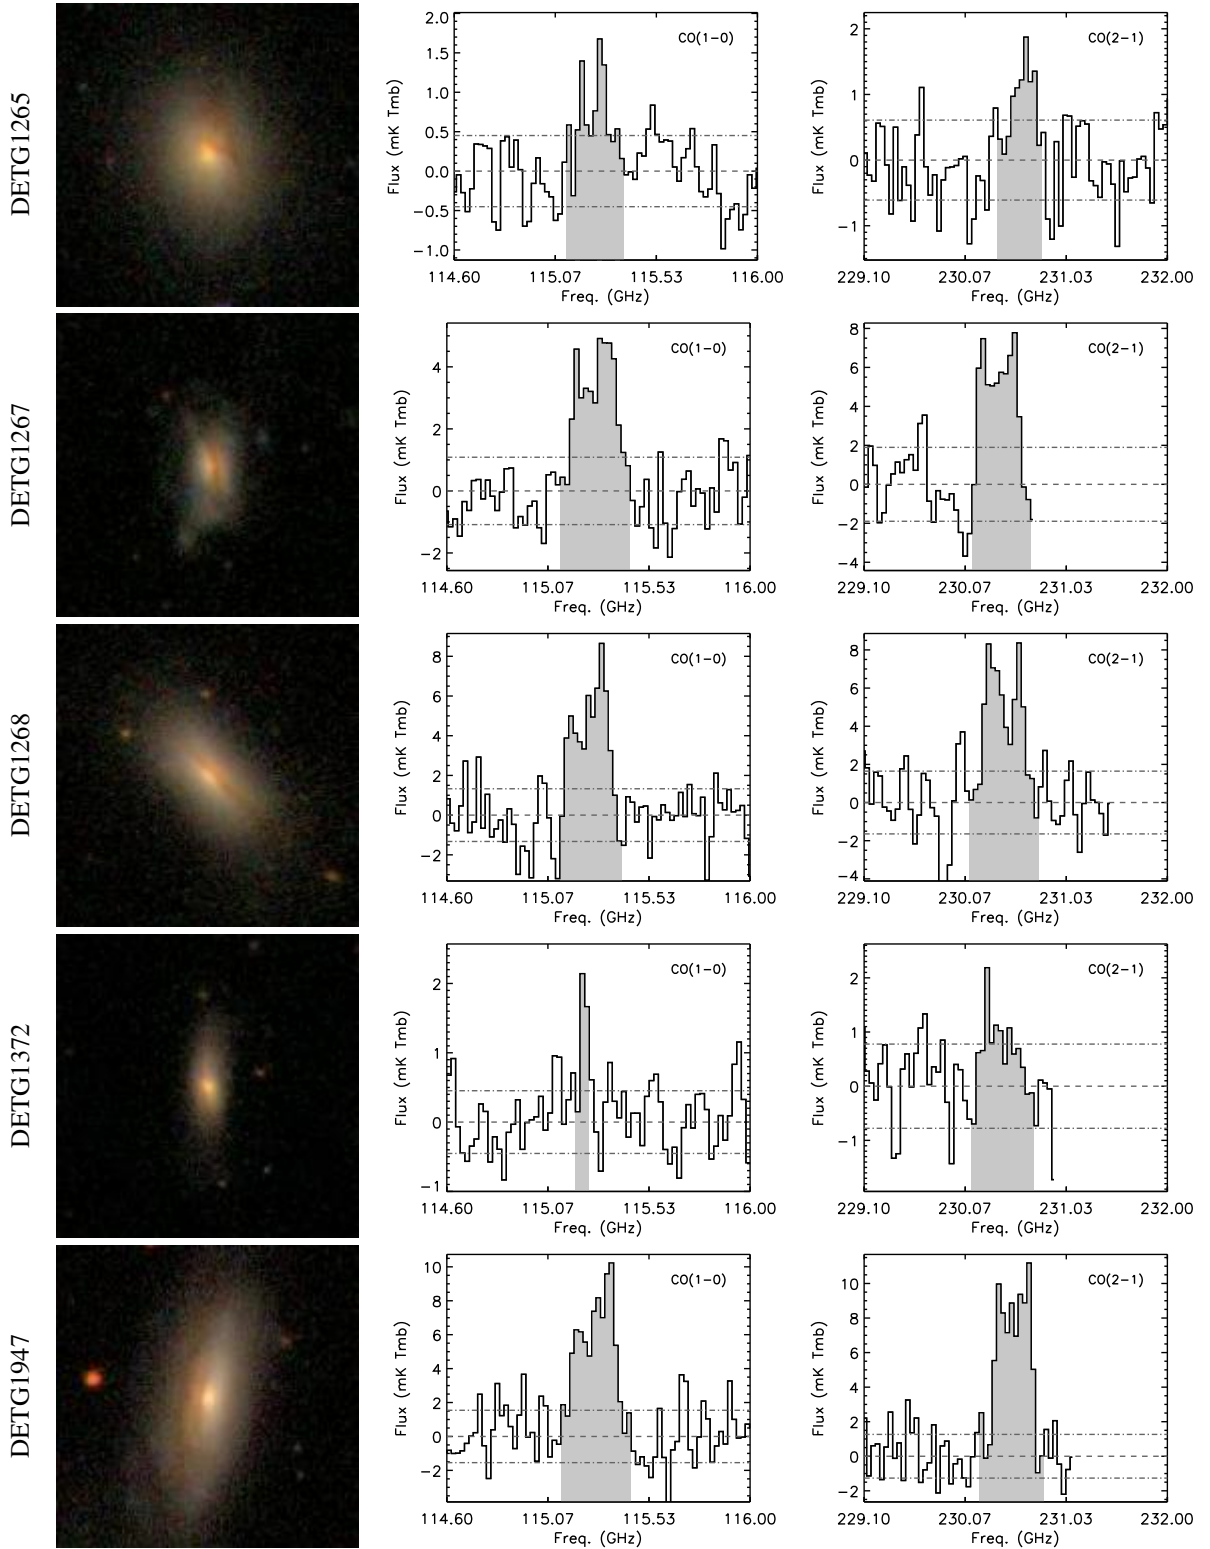 DETG1265
CO(1−0)
Flux (mK Tmb)
2.0
1.5
1.0
0.5
0.0
−0.5
−1.0
114.60 115.07 115.53 116.00
Freq. (GHz)
CO(2−1)
Flux (mK Tmb)
2
1
0
−1
229.10 230.07 231.03 232.00
Freq. (GHz)
DETG1267
CO(1−0)
Flux (mK Tmb)
4
2
0
−2
114.60 115.07 115.53 116.00
Freq. (GHz)
CO(2−1)
Flux (mK Tmb)
8
6
4
2
0
−2
−4
229.10 230.07 231.03 232.00
Freq. (GHz)
DETG1268
CO(1−0)
Flux (mK Tmb)
8
6
4
2
0
−2
114.60 115.07 115.53 116.00
Freq. (GHz)
CO(2−1)
Flux (mK Tmb)
8
6
4
2
0
−2
−4
229.10 230.07 231.03 232.00
Freq. (GHz)
DETG1372
CO(1−0)
Flux (mK Tmb)
2
1
0
−1
114.60 115.07 115.53 116.00
Freq. (GHz)
CO(2−1)
Flux (mK Tmb)
2
1
0
−1
229.10 230.07 231.03 232.00
Freq. (GHz)
DETG1947
CO(1−0)
Flux (mK Tmb)
10
8
6
4
2
0
−2
114.60 115.07 115.53 116.00
Freq. (GHz)
CO(2−1)
Flux (mK Tmb)
10
8
6
4
2
0
−2
229.10 230.07 231.03 232.00
Freq. (GHz)